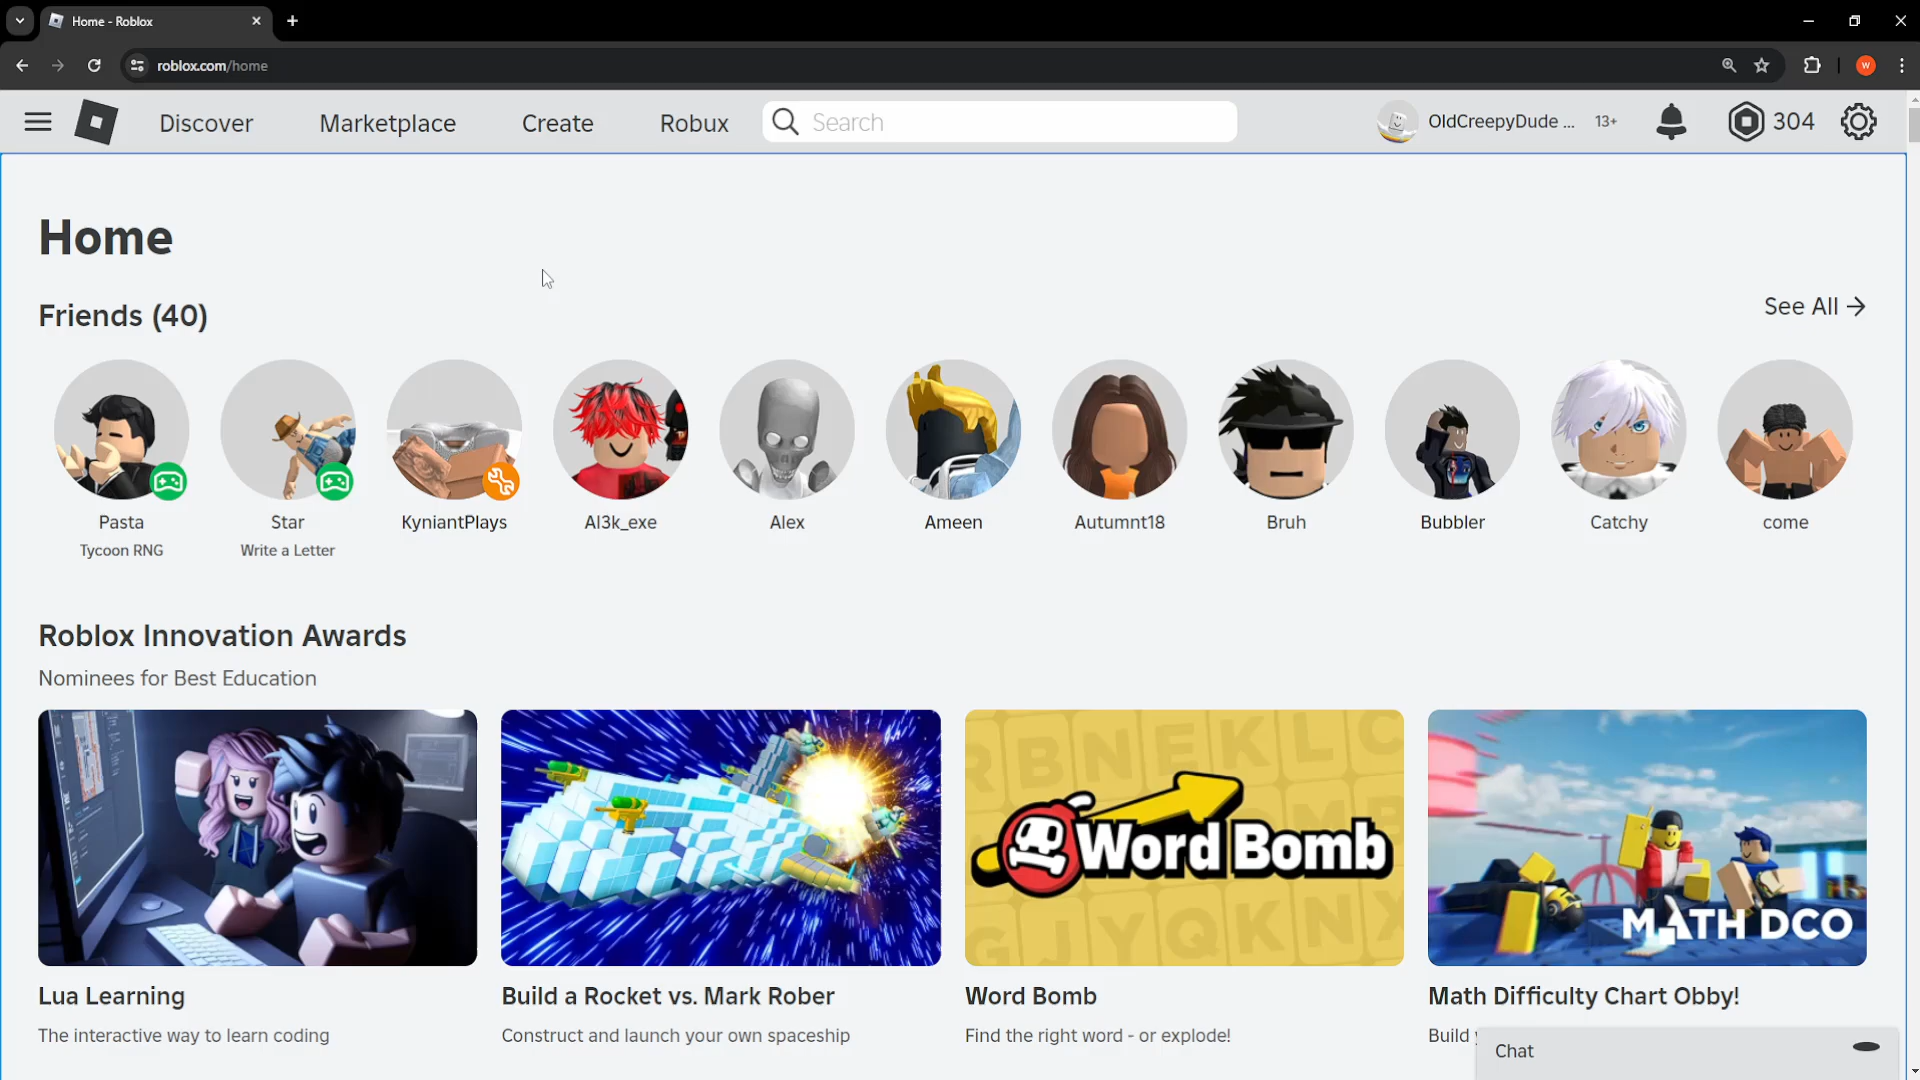 Home - Roblox
roblox.com/home
W
Discover
Marketplace
Create
Robux
Search
OldCreepyDude ...
13+
304
Home
Friends (40)
See All
Pasta
Star
KyniantPlays
Al3k_exe
Alex
Ameen
Autumnt18
Bruh
Bubbler
Catchy
come
Tycoon RNG
Write a Letter
Roblox Innovation Awards
Nominees for Best Education
RBNEKLC
Word Bomb
GJYQKNX
MATH DCO
Lua Learning
Build a Rocket vs. Mark Rober
Word Bomb
Math Difficulty Chart Obby!
The interactive way to learn coding
Construct and launch your own spaceship
Find the right word - or explode!
Build
Chat